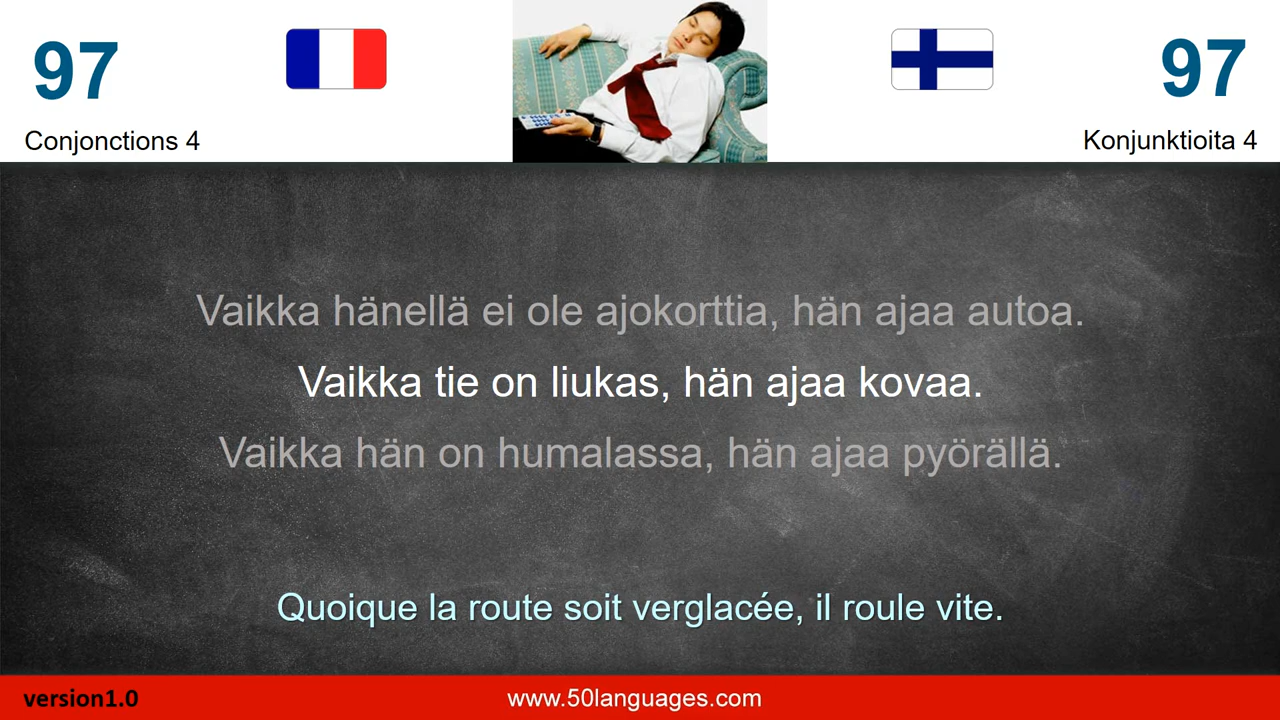 97
97
Conjonctions 4
Konjunktioita 4
Vaikka hänellä ei ole ajokorttia, hän ajaa autoa.
Vaikka tie on liukas, hän ajaa kovaa.
Vaikka hän on humalassa, hän ajaa pyörällä.
Quoique la route soit verglacée, il roule vite.
version1.0
www.50languages.com